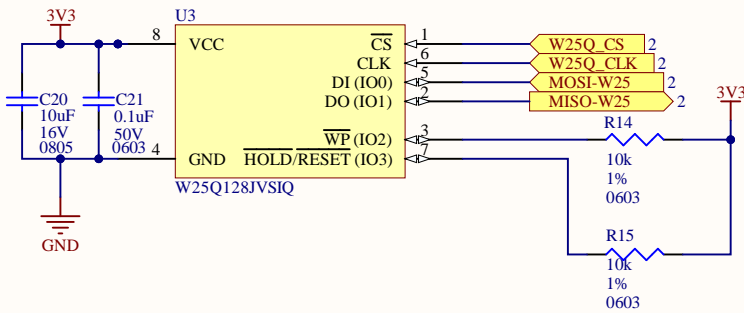 3V3
U3
8
VCC
CS
1
W25Q_CS
2
CLK
6
W25Q_CLK
2
DI (IO0)
5
MOSI-W25
2
DO (IO1)
2
MISO-W25
2
3V3
C20
10uF
16V
0805
C21
0.1uF
50V
0603
WP (IO2)
3
R14
10k
1%
0603
4
GND
HOLD/RESET (IO3)
7
W25Q128JVSIQ
GND
R15
10k
1%
0603